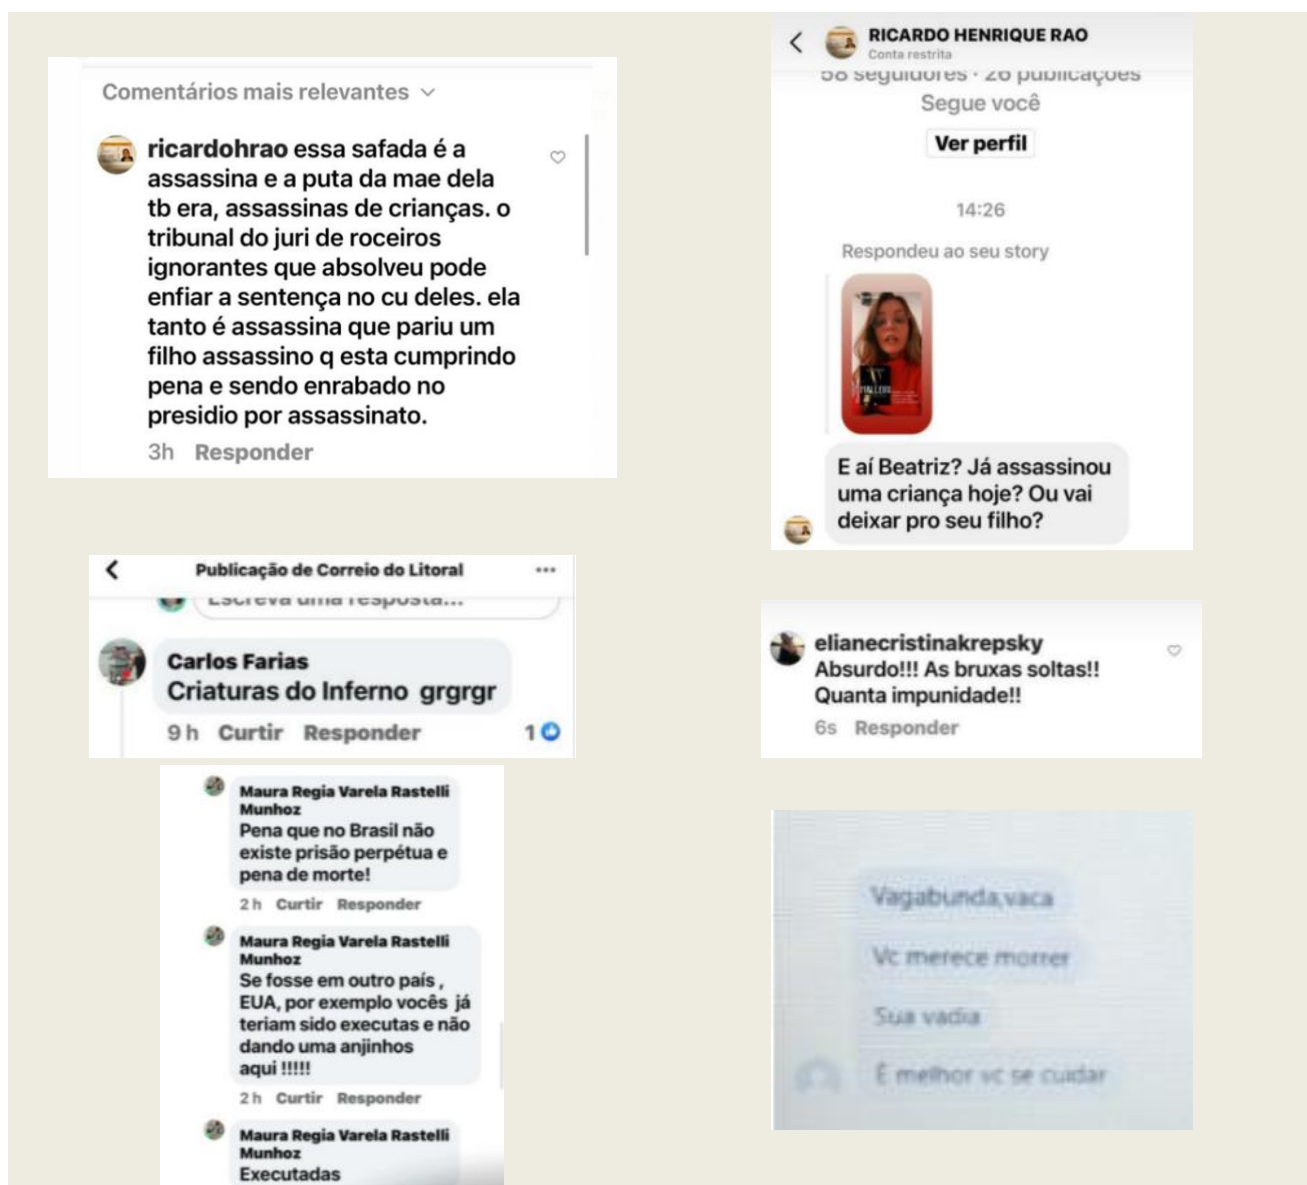 Comentários mais relevantes
ricardohrao essa safada é a
assassina e a puta da mae dela
tb era, assassinas de crianças. o
tribunal do juri de roceiros
ignorantes que absolveu pode
enfiar a sentença no cu deles. ela
tanto é assassina que pariu um
filho assassino q esta cumprindo
pena e sendo enrabado no
presidio por assassinato.
3h Responder
RICARDO HENRIQUE RAO
Conta restrita
58 seguidores · 26 publicações
Segue você
Ver perfil
14:26
Respondeu ao seu story
E aí Beatriz? Já assassinou
uma criança hoje? Ou vai
deixar pro seu filho?
Publicação de Correio do Litoral
Escreva uma resposta...
Carlos Farias
Criaturas do Inferno grgrgr
9 h Curtir Responder 1
elianecristinakrepsky
Absurdo!!! As bruxas soltas!!
Quanta impunidade!!
6s Responder
Maura Regia Varela Rastelli
Munhoz
Pena que no Brasil não
existe prisão perpétua e
pena de morte!
2 h Curtir Responder
Maura Regia Varela Rastelli
Munhoz
Se fosse em outro país ,
EUA, por exemplo vocês já
teriam sido executas e não
dando uma anjinhos
aqui !!!!!
2 h Curtir Responder
Maura Regia Varela Rastelli
Munhoz
Executadas
Vagabunda,vaca
Vc merece morrer
Sua vadia
É melhor vc se cuidar